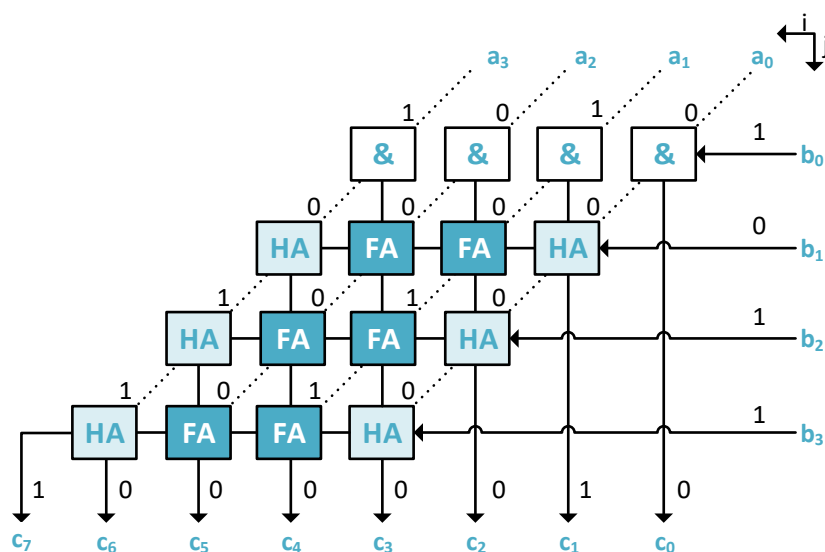 i
j
a₃ a₂ a₁ a₀
1 0 1 0 1
& & & & b₀
0 0 0 0 0
HA FA FA HA b₁
1 0 1 0 1
HA FA FA HA b₂
1 0 1 0 1
HA FA FA HA b₃
1 0 0 0 0 0 1 0
c₇ c₆ c₅ c₄ c₃ c₂ c₁ c₀